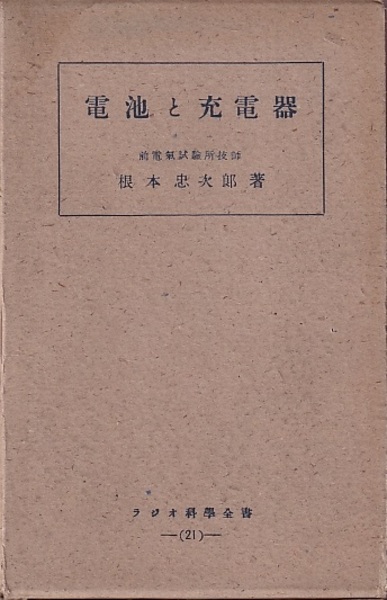 電池と充電器
前電氣試驗所技師
根本忠次郎著
ラジオ科學全書
—(21)—